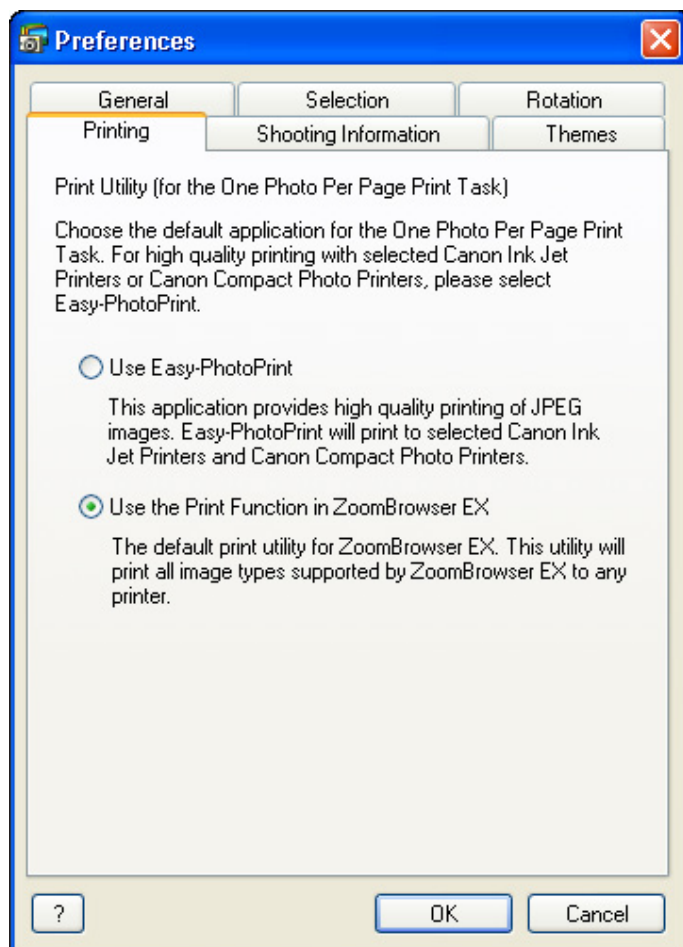 Preferences
General
Selection
Rotation
Printing
Shooting Information
Themes
Print Utility (for the One Photo Per Page Print Task)
Choose the default application for the One Photo Per Page Print
Task. For high quality printing with selected Canon Ink Jet
Printers or Canon Compact Photo Printers, please select
Easy-PhotoPrint.
Use Easy-PhotoPrint
This application provides high quality printing of JPEG
images. Easy-PhotoPrint will print to selected Canon Ink
Jet Printers and Canon Compact Photo Printers.
Use the Print Function in ZoomBrowser EX
The default print utility for ZoomBrowser EX. This utility will
print all image types supported by ZoomBrowser EX to any
printer.
?
OK
Cancel